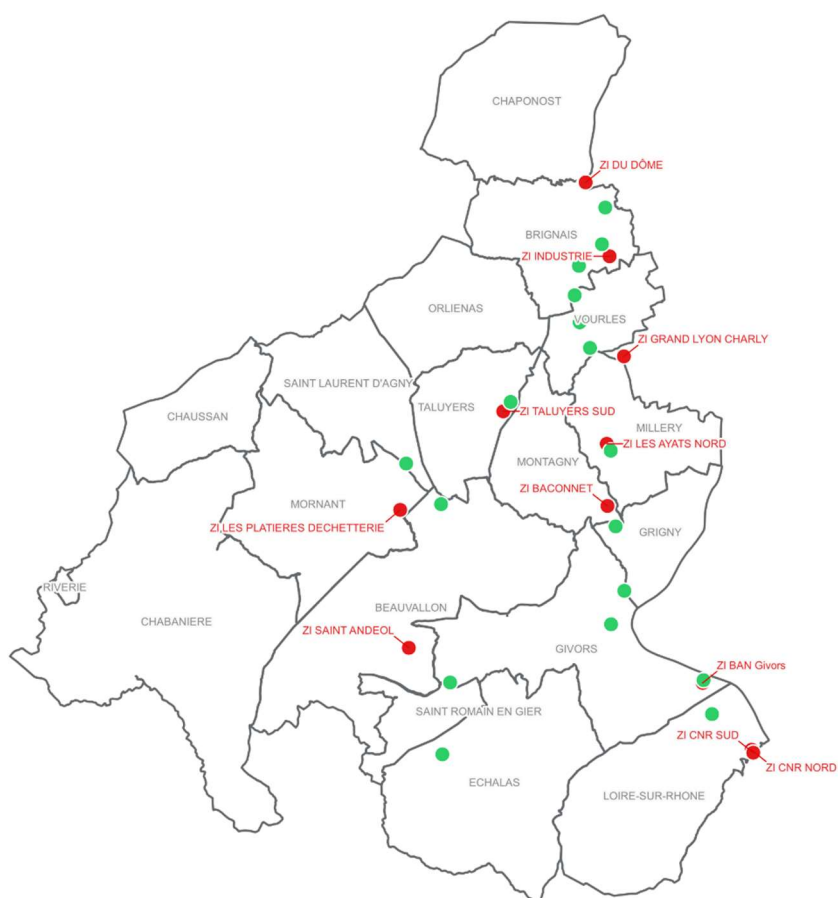 CHAPONOST
ZI DU DÔME
BRIGNAIS
ZI INDUSTRIE
ORLIENAS
VOURLES
ZI GRAND LYON CHARLY
SAINT LAURENT D'AGNY
TALUYERS
ZI TALUYERS SUD
CHAUSSAN
MILLERY
ZI LES AYATS NORD
MONTAGNY
ZI BACONNET
MORNANT
ZI LES PLATIERES DECHETTERIE
GRIGNY
RIVERIE
CHABANIERE
BEAUVALLON
ZI SAINT ANDEOL
GIVORS
ZI BAN Givors
SAINT ROMAIN EN GIER
ZI CNR SUD
ZI CNR NORD
ECHALAS
LOIRE-SUR-RHONE